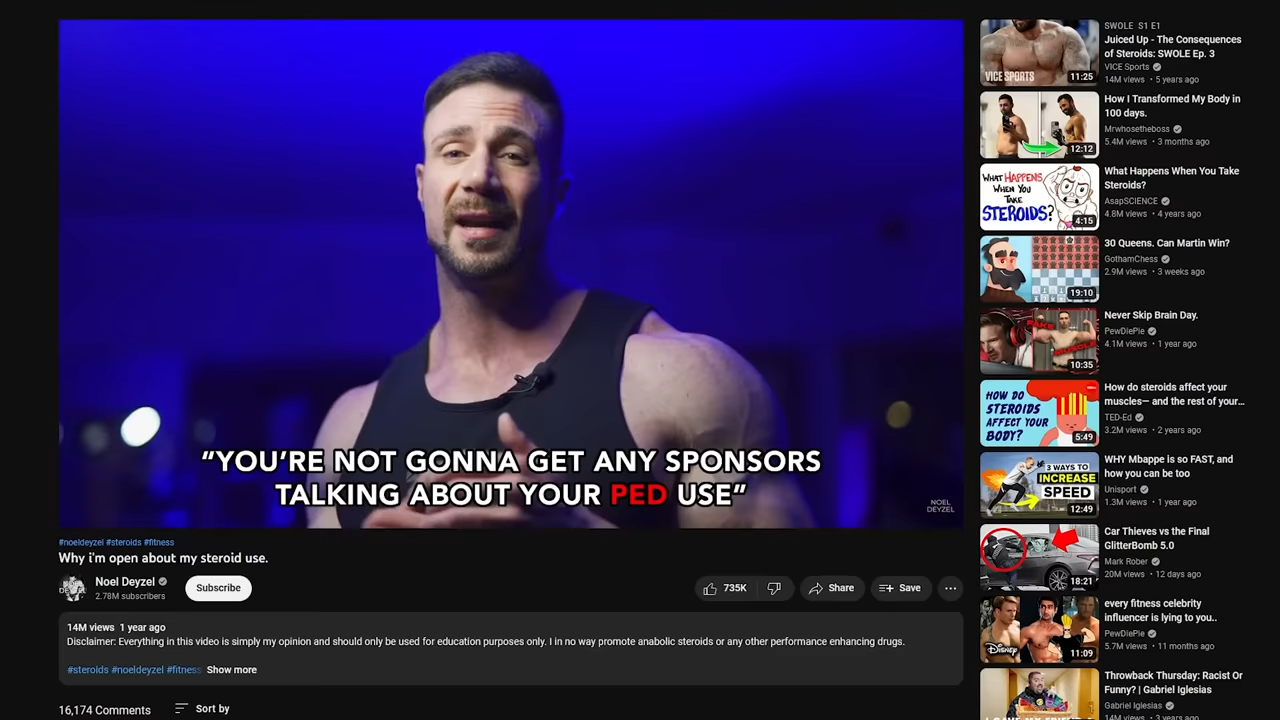 “YOU’RE NOT GONNA GET ANY SPONSORS
TALKING ABOUT YOUR PED USE”
NOEL
DEYZEL
#noeldeyzel #steroids #fitness
Why i'm open about my steroid use.
Noel Deyzel
2.78M subscribers
Subscribe
735K
Share
Save
14M views 1 year ago
Disclaimer: Everything in this video is simply my opinion and should only be used for education purposes only. I in no way promote anabolic steroids or any other performance enhancing drugs.
#steroids #noeldeyzel #fitness Show more
16,174 Comments
Sort by
VICE SPORTS
11:25
SWOLE S1 E1
Juiced Up - The Consequences
of Steroids: SWOLE Ep. 3
VICE Sports
14M views • 5 years ago
12:12
How I Transformed My Body in
100 days.
Mrwhosetheboss
5.4M views • 3 months ago
WHAT HAPPENS
WHEN YOU
TAKE
STEROIDS?
4:15
What Happens When You Take
Steroids?
AsapSCIENCE
4.8M views • 4 years ago
19:10
30 Queens. Can Martin Win?
GothamChess
2.9M views • 3 weeks ago
FAKE
MUSCLE
10:35
Never Skip Brain Day.
PewDiePie
4.1M views • 1 year ago
HOW DO
STEROIDS
AFFECT YOUR
BODY?
5:49
How do steroids affect your
muscles— and the rest of your...
TED-Ed
3.2M views • 2 years ago
3 WAYS TO
INCREASE
SPEED
12:49
WHY Mbappe is so FAST, and
how you can be too
Unisport
1.3M views • 1 year ago
18:21
Car Thieves vs the Final
GlitterBomb 5.0
Mark Rober
20M views • 12 days ago
Disney
11:09
every fitness celebrity
influencer is lying to you..
PewDiePie
5.7M views • 11 months ago
Throwback Thursday: Racist Or
Funny? | Gabriel Iglesias
Gabriel Iglesias
14M views • 3 years ago